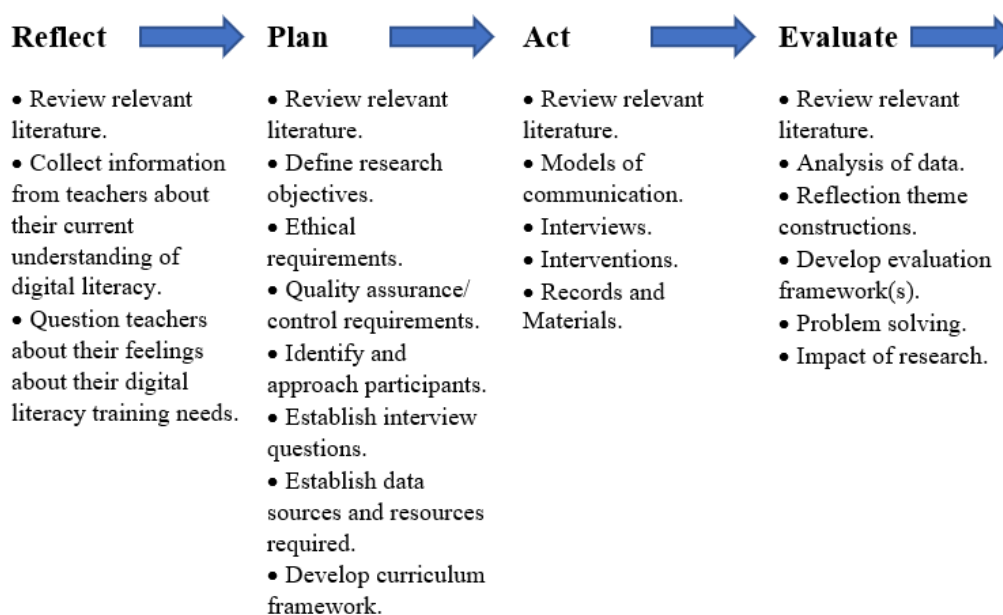 Reflect
• Review relevant
literature.
• Collect information
from teachers about
their current
understanding of
digital literacy.
• Question teachers
about their feelings
about their digital
literacy training needs.
Plan
• Review relevant
literature.
• Define research
objectives.
• Ethical
requirements.
• Quality assurance/
control requirements.
• Identify and
approach participants.
• Establish interview
questions.
• Establish data
sources and resources
required.
• Develop curriculum
framework.
Act
• Review relevant
literature.
• Models of
communication.
• Interviews.
• Interventions.
• Records and
Materials.
Evaluate
• Review relevant
literature.
• Analysis of data.
• Reflection theme
constructions.
• Develop evaluation
framework(s).
• Problem solving.
• Impact of research.